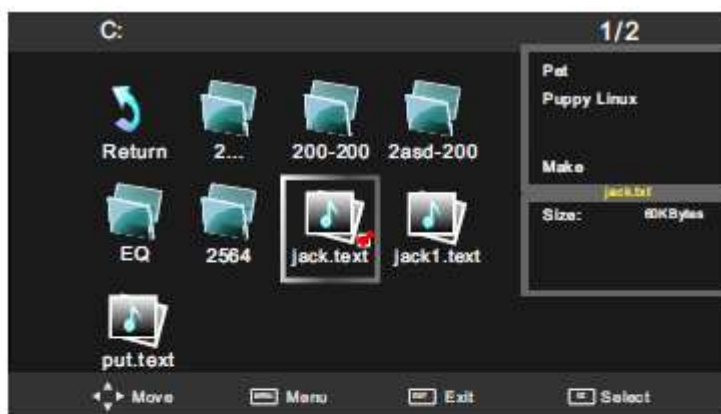 C: 1/2
Pet
Puppy Linux
Return 2... 200-200 2asd-200
Make
jack.txt
Size: 60KBytes
EQ 2564 jack.text jack1.text
put.text
Move Menu Exit Select